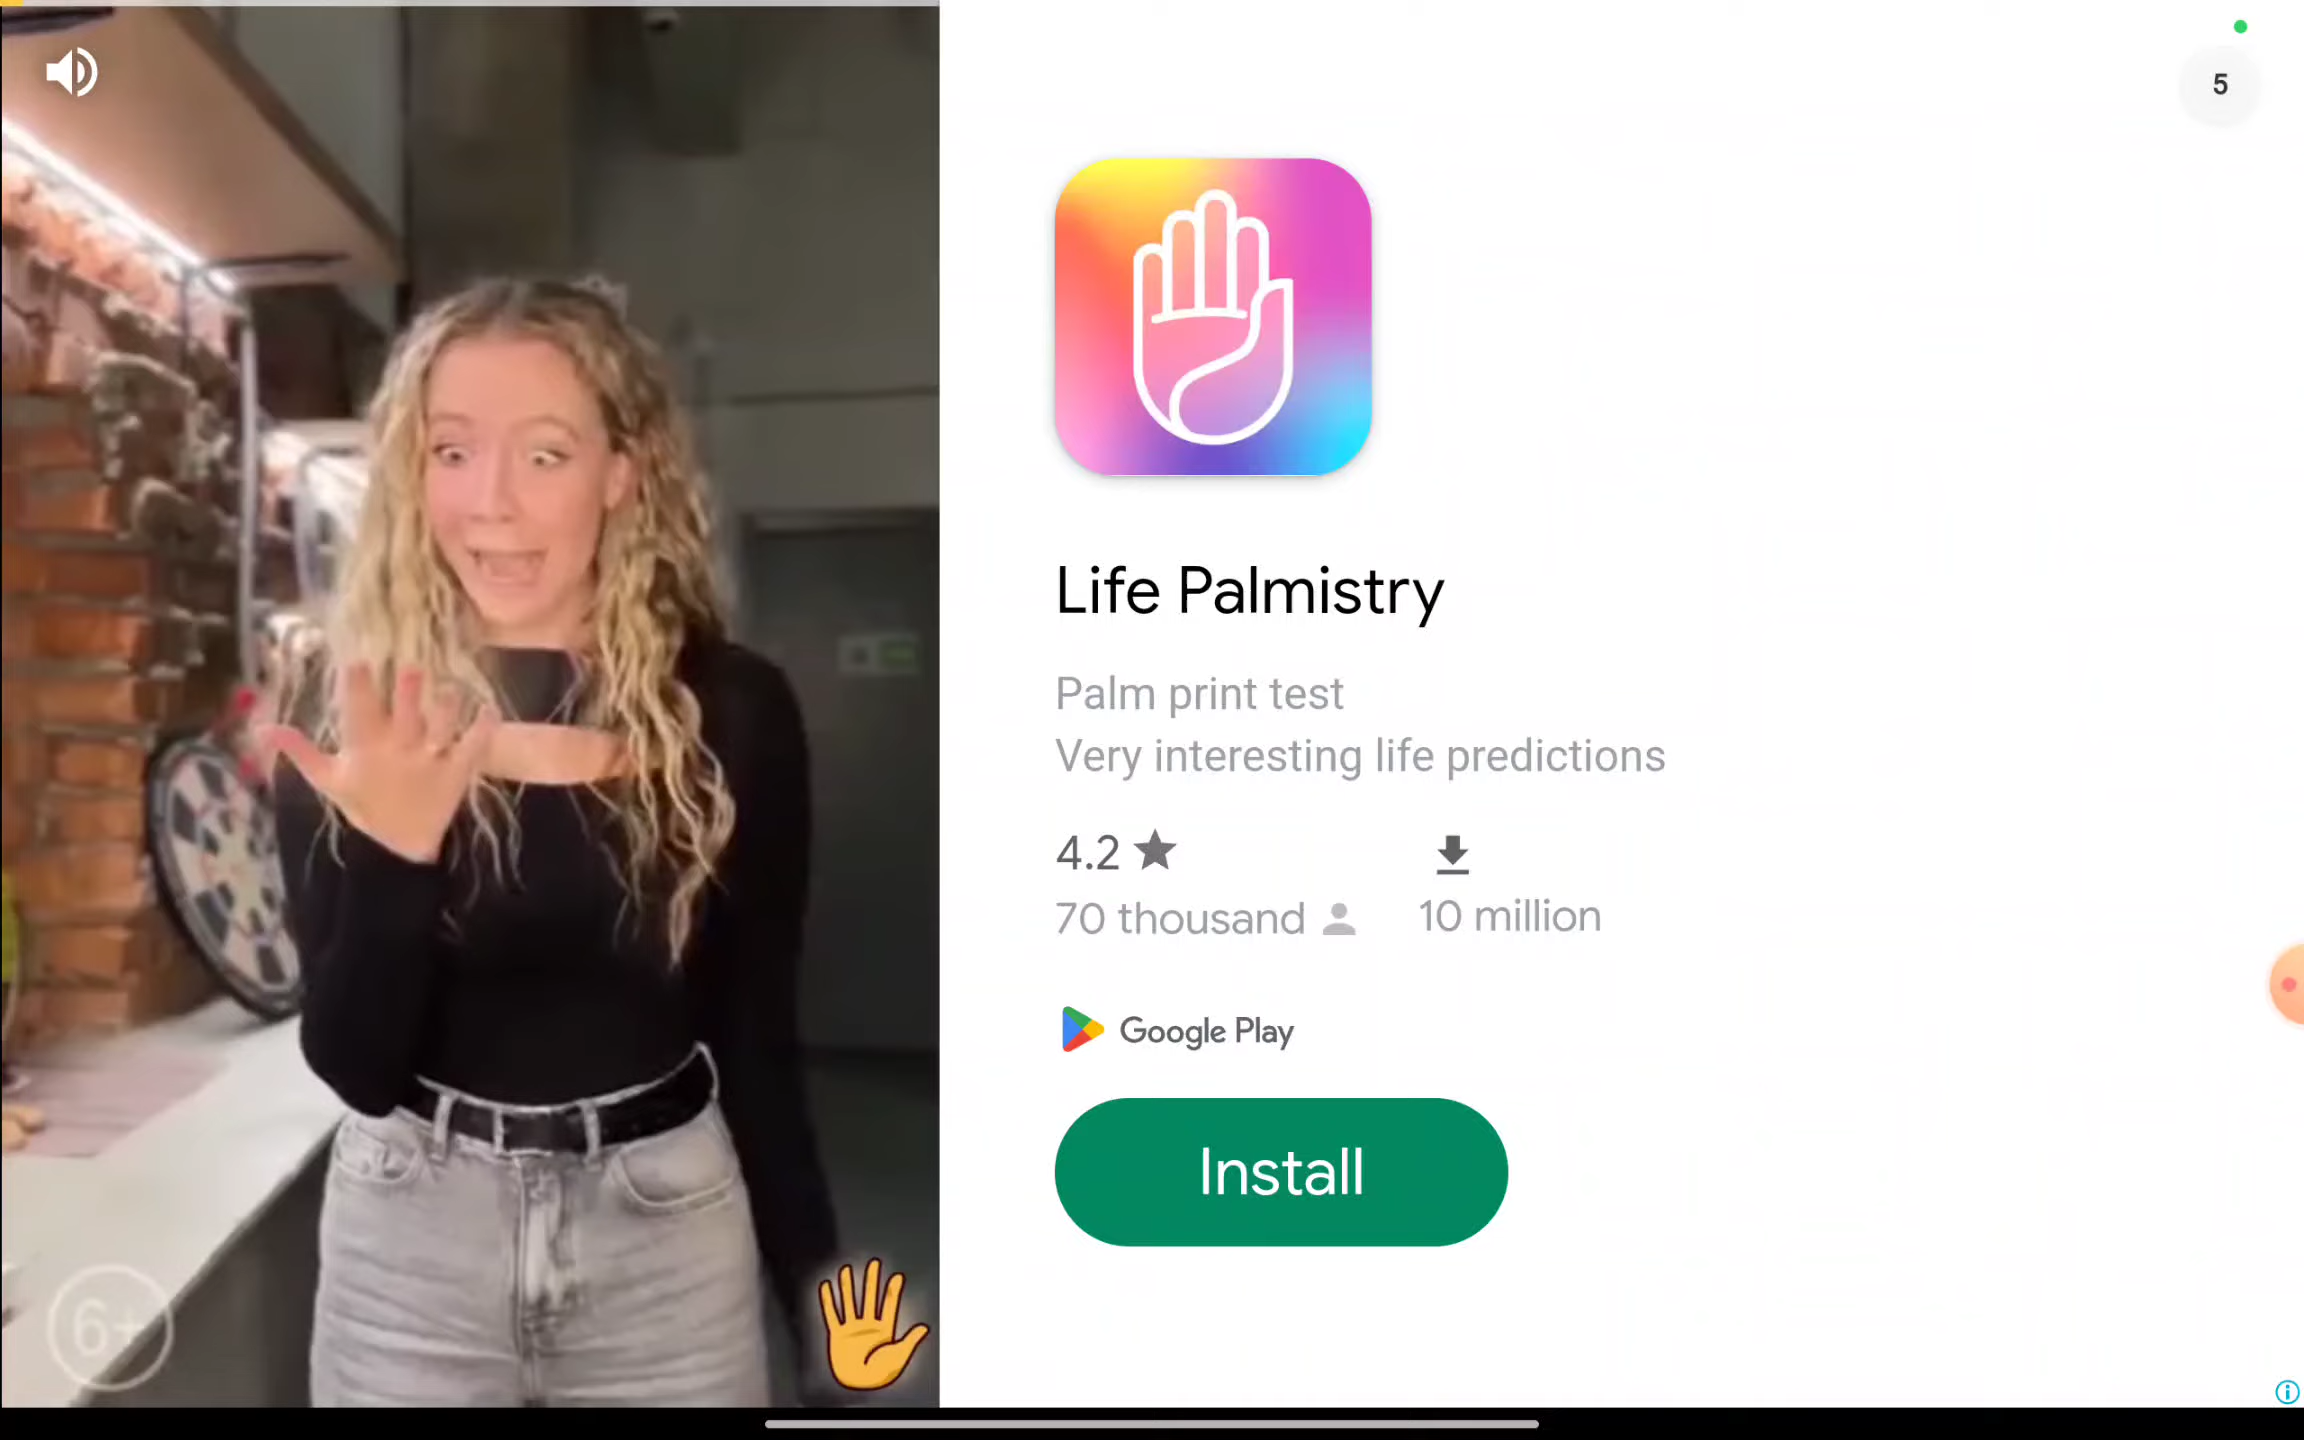 5
Life Palmistry
Palm print test
Very interesting life predictions
4.2
70 thousand
10 million
Google Play
Install
6+